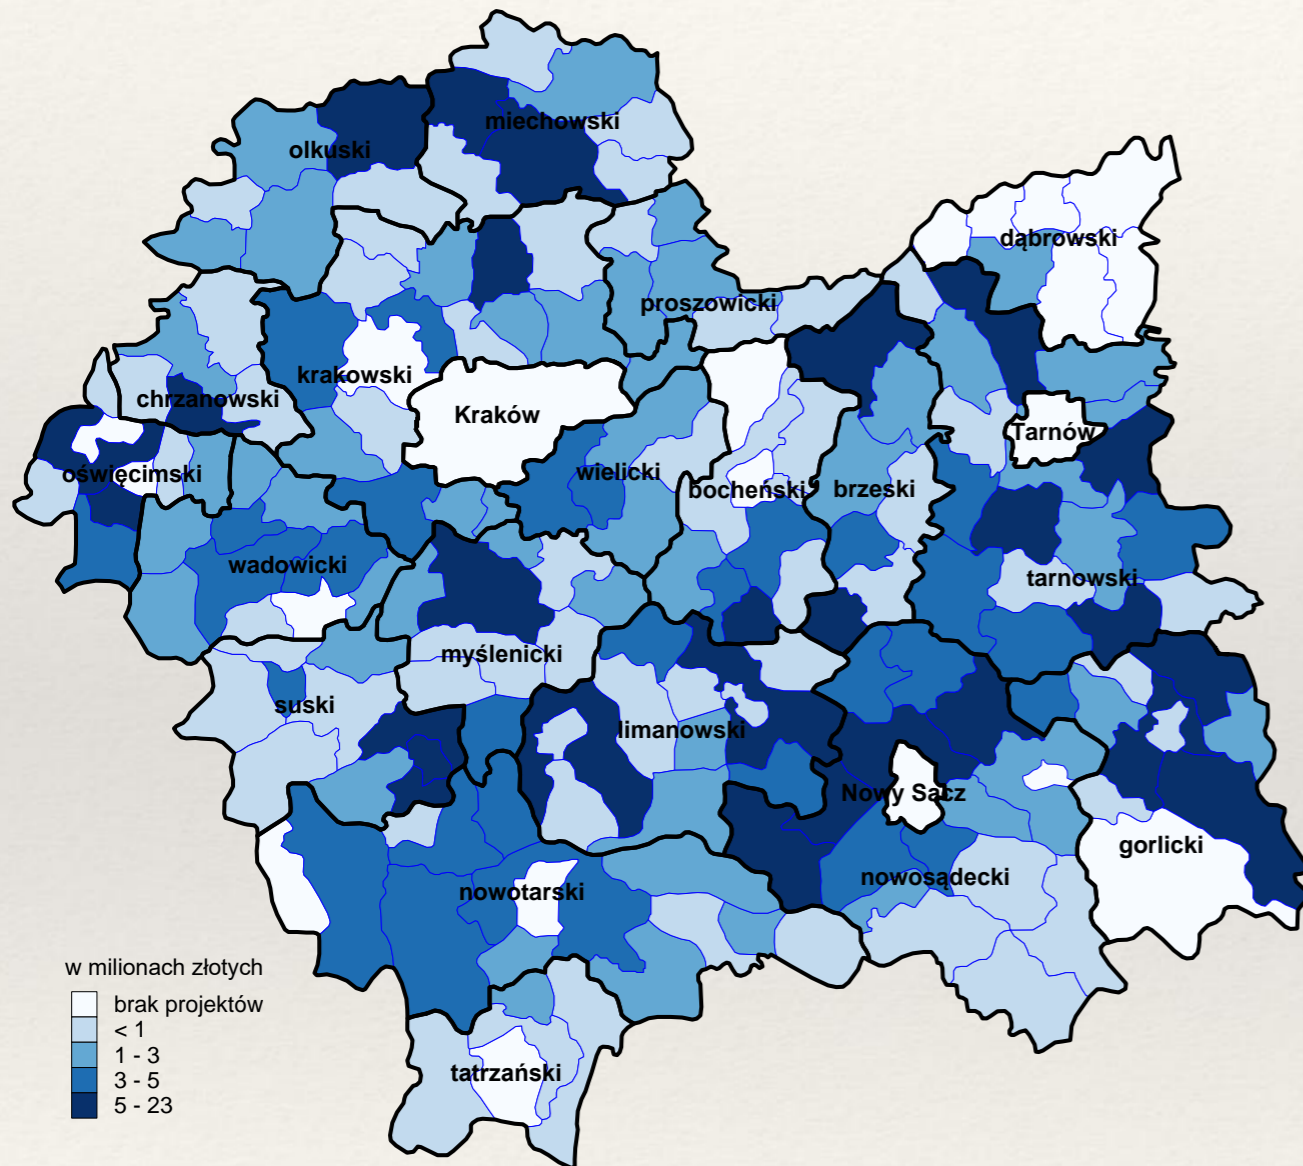 miechowski
olkuski
dąbrowski
proszowicki
krakowski
chrzanowski
Kraków
Tarnów
oświęcimski
wielicki
bocheński
brzeski
wadowicki
tarnowski
myślenicki
suski
limanowski
Nowy Sącz
gorlicki
nowosądecki
nowotarski
tatrzański
w milionach złotych
brak projektów
< 1
1 - 3
3 - 5
5 - 23